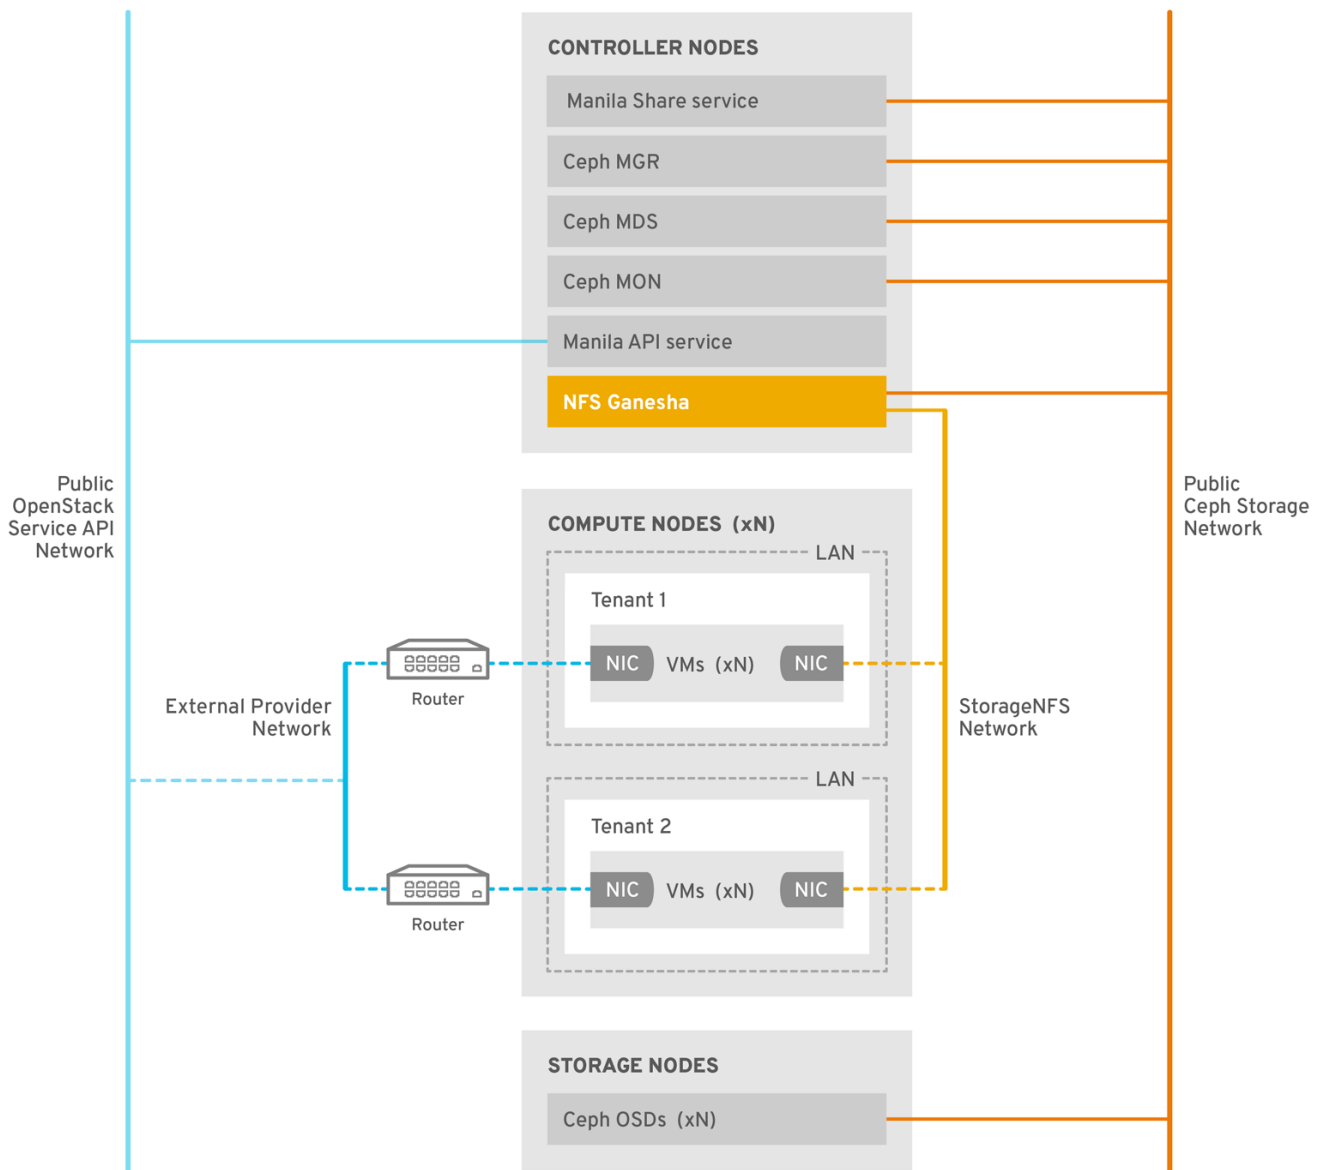 CONTROLLER NODES
Manila Share service
Ceph MGR
Ceph MDS
Ceph MON
Manila API service
NFS Ganesha
Public
OpenStack
Service API
Network
Public
Ceph Storage
Network
COMPUTE NODES (xN)
LAN
Tenant 1
NIC VMs (xN) NIC
Router
External Provider
Network
StorageNFS
Network
LAN
Tenant 2
NIC VMs (xN) NIC
Router
STORAGE NODES
Ceph OSDs (xN)